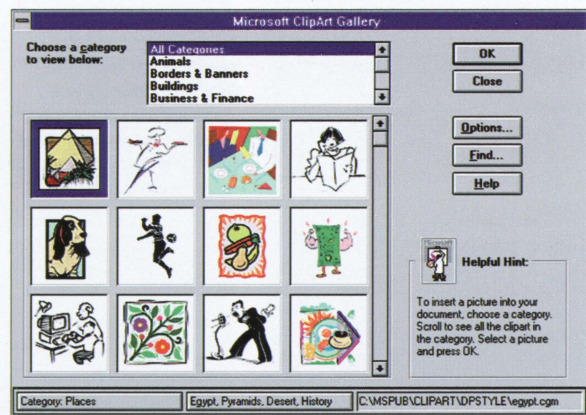 Microsoft ClipArt Gallery
Choose a category
to view below:
All Categories
Animals
Borders & Banners
Buildings
Business & Finance
OK
Close
Options...
Find...
Help
Microsoft
Helpful Hint:
To insert a picture into your
document, choose a category.
Scroll to see all the clipart in
the category. Select a picture
and press OK.
Category: Places
Egypt, Pyramids, Desert, History
C:\MSPUB\CLIPART\DPSTYLE\egypt.cgm